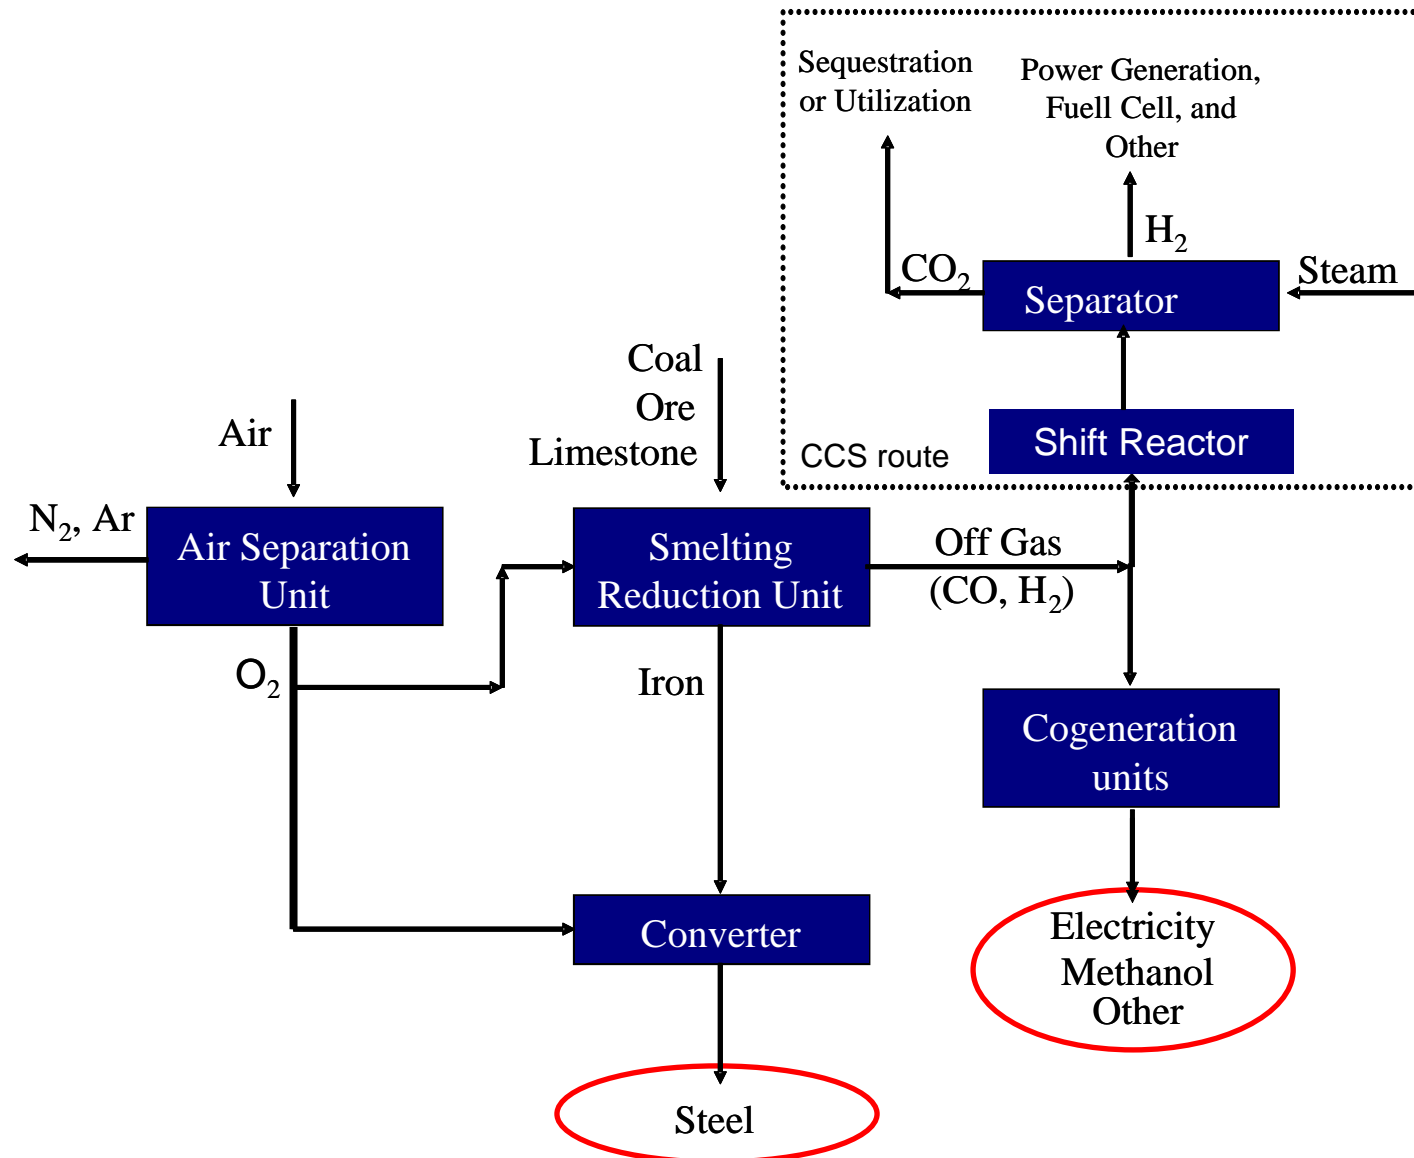 Sequestration
or Utilization
Power Generation,
Fuell Cell, and
Other
H₂
CO₂
Separator
Steam
Coal
Ore
Limestone
Air
Shift Reactor
CCS route
N₂, Ar
Air Separation
Unit
Smelting
Reduction Unit
Off Gas
(CO, H₂)
O₂
Iron
Cogeneration
units
Converter
Electricity
Methanol
Other
Steel